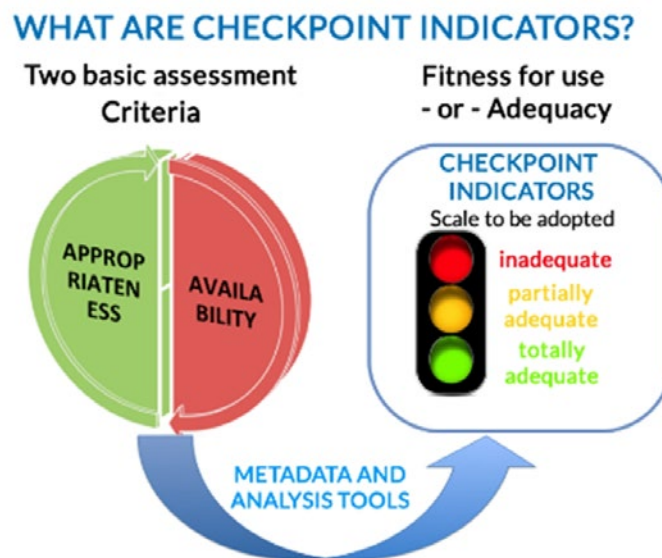 WHAT ARE CHECKPOINT INDICATORS?
Two basic assessment
Criteria
APPROP
RIATEN
ESS
AVAILA
BILITY
Fitness for use
- or - Adequacy
CHECKPOINT
INDICATORS
Scale to be adopted
inadequate
partially
adequate
totally
adequate
METADATA AND
ANALYSIS TOOLS